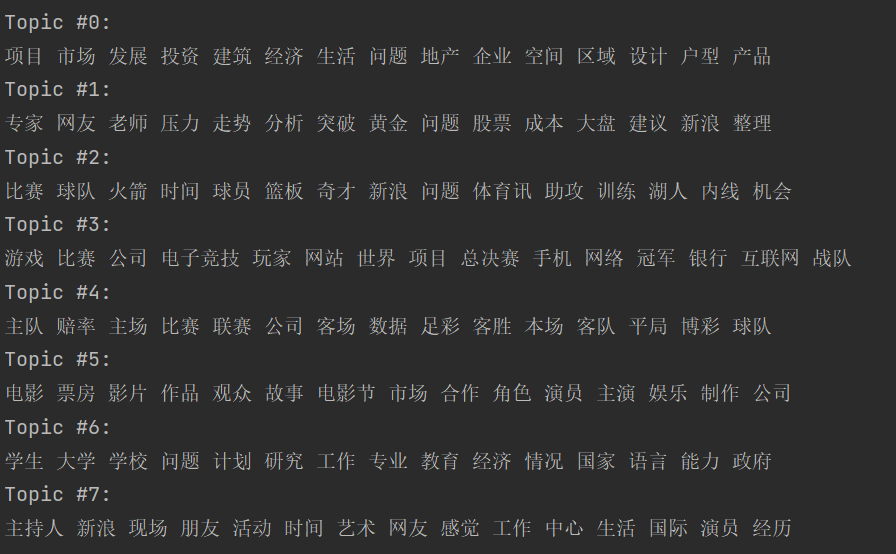 Topic #0:
项目 市场 发展 投资 建筑 经济 生活 问题 地产 企业 空间 区域 设计 户型 产品
Topic #1:
专家 网友 老师 压力 走势 分析 突破 黄金 问题 股票 成本 大盘 建议 新浪 整理
Topic #2:
比赛 球队 火箭 时间 球员 篮板 奇才 新浪 问题 体育讯 助攻 训练 湖人 内线 机会
Topic #3:
游戏 比赛 公司 电子竞技 玩家 网站 世界 项目 总决赛 手机 网络 冠军 银行 互联网 战队
Topic #4:
主队 赔率 主场 比赛 联赛 公司 客场 数据 足彩 客胜 本场 客队 平局 博彩 球队
Topic #5:
电影 票房 影片 作品 观众 故事 电影节 市场 合作 角色 演员 主演 娱乐 制作 公司
Topic #6:
学生 大学 学校 问题 计划 研究 工作 专业 教育 经济 情况 国家 语言 能力 政府
Topic #7:
主持人 新浪 现场 朋友 活动 时间 艺术 网友 感觉 工作 中心 生活 国际 演员 经历